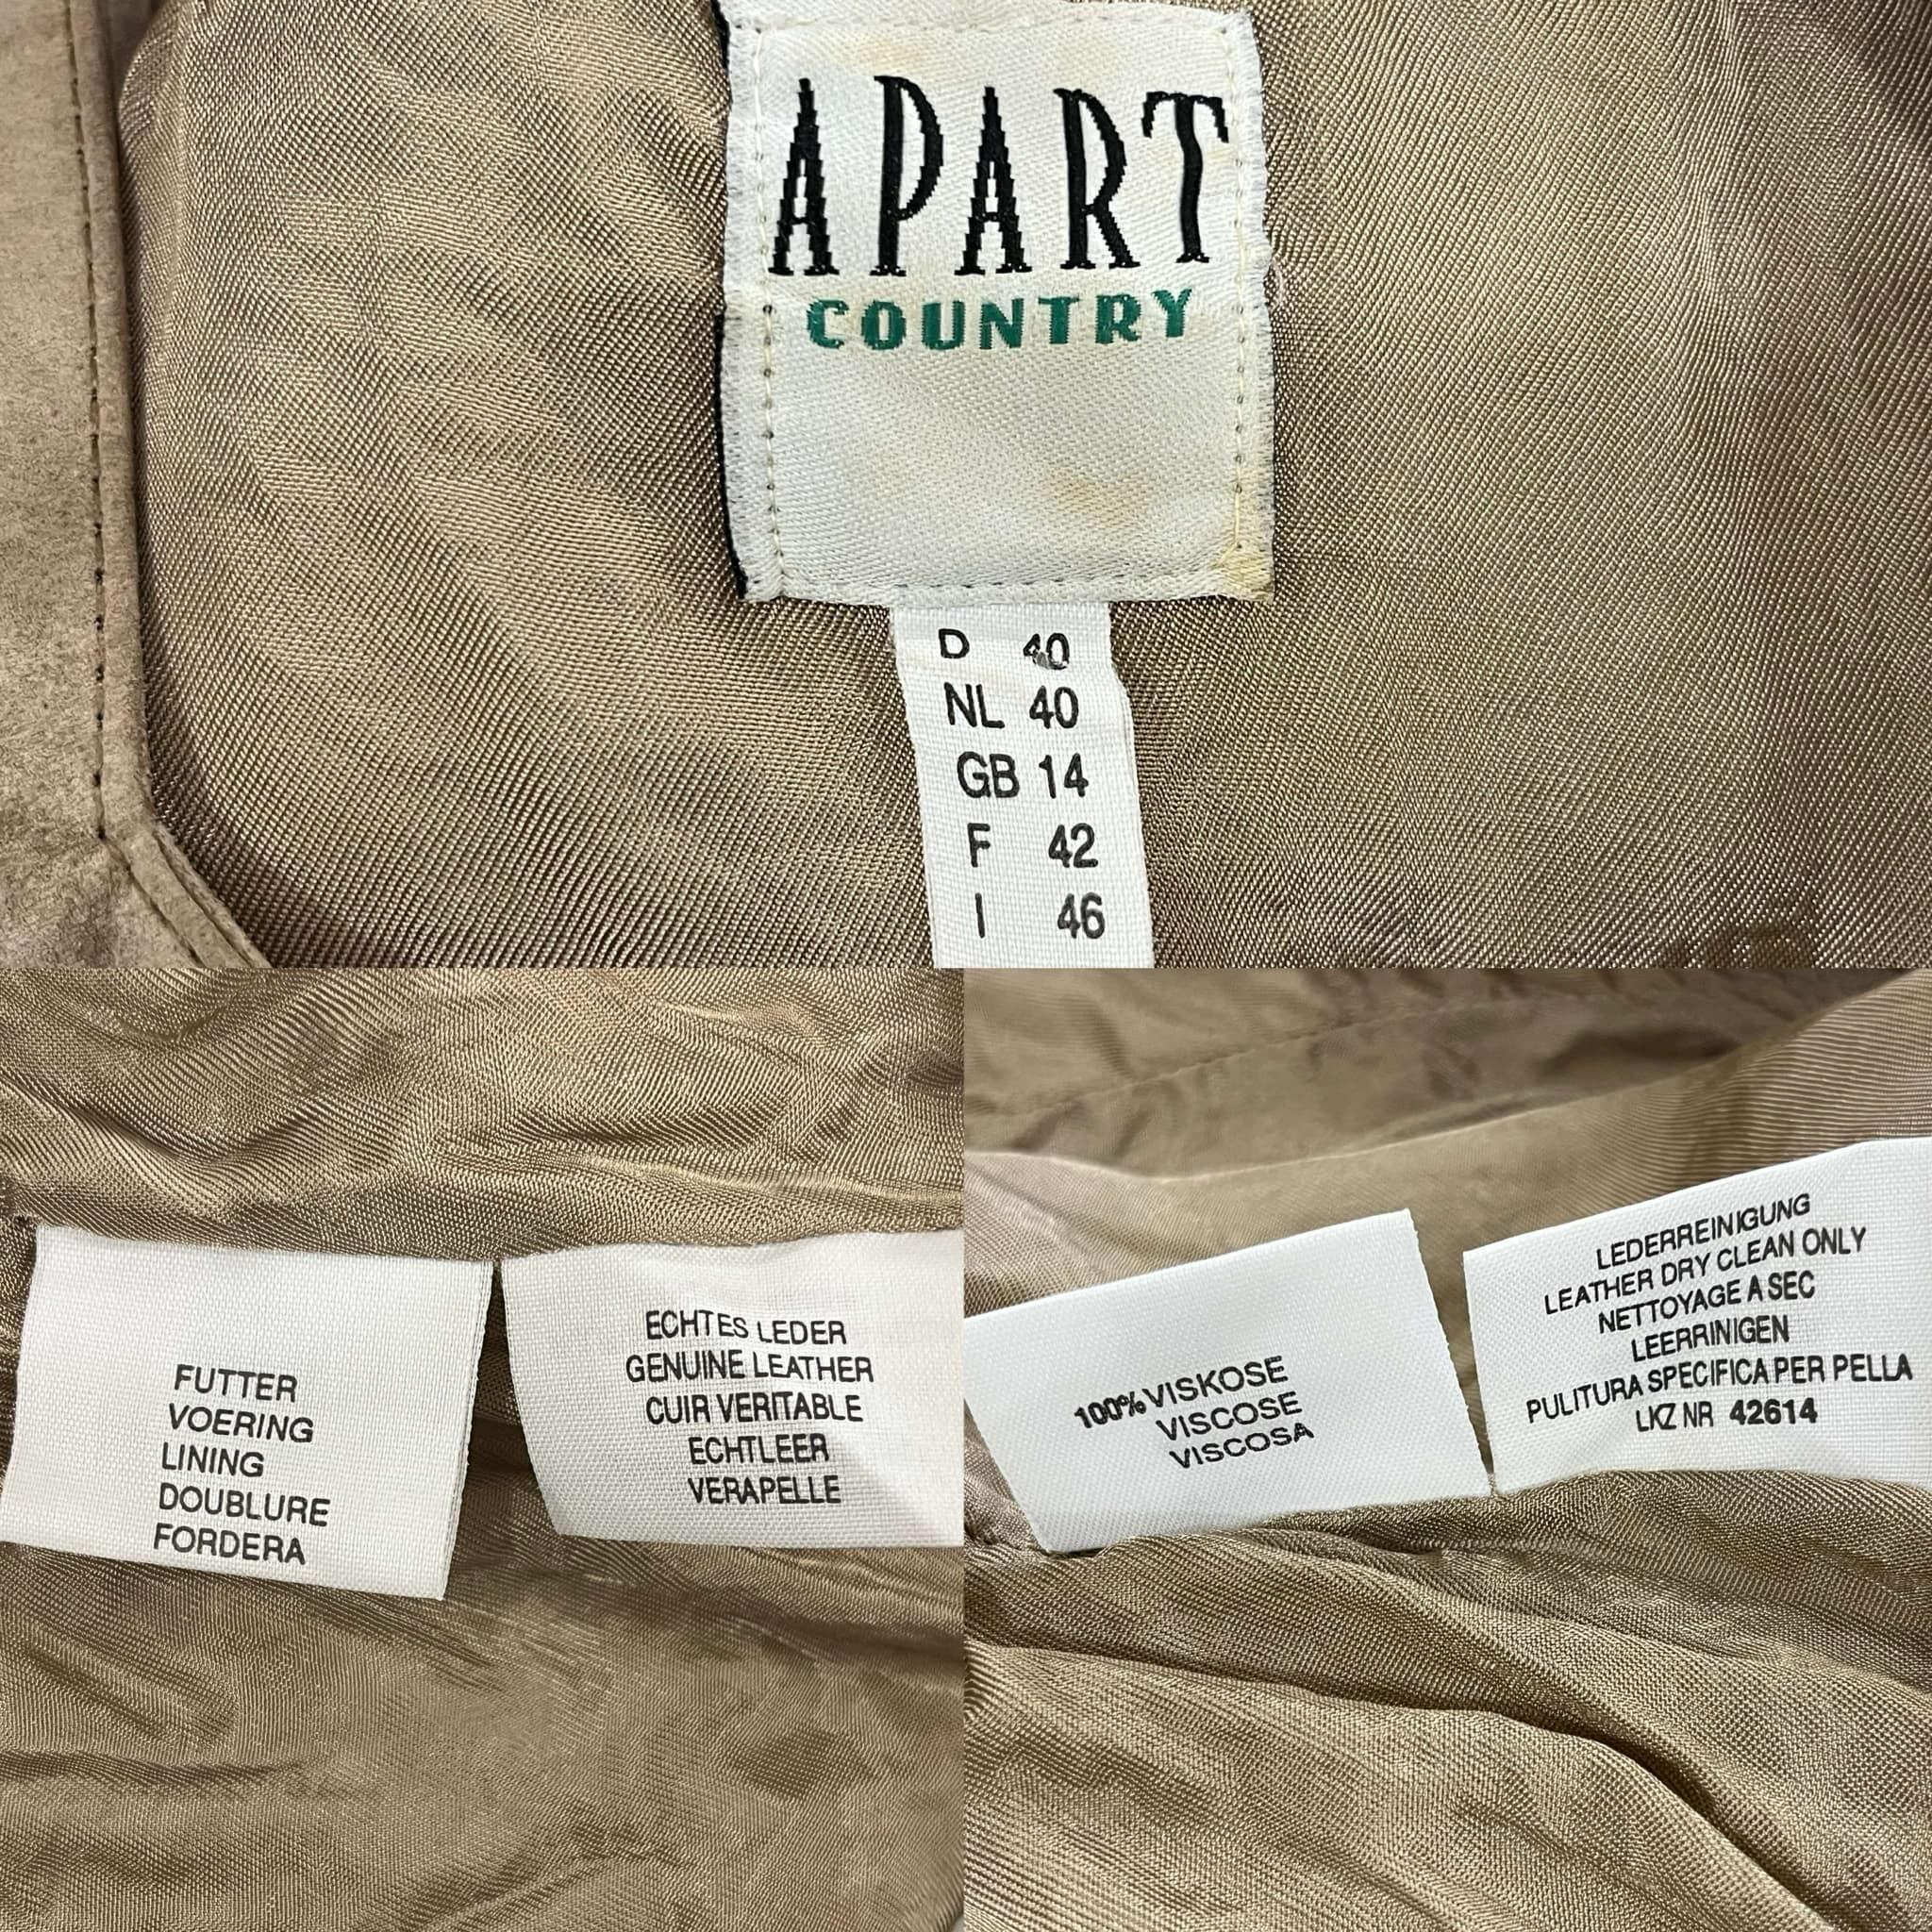 APART
COUNTRY
D 40
NL 40
GB 14
F 42
I 46
FUTTER
VOERING
LINING
DOUBLURE
FORDERA
ECHTES LEDER
GENUINE LEATHER
CUIR VERITABLE
ECHTLEER
VERAPELLE
100% VISKOSE
VISCOSE
VISCOSA
LEDERREINIGUNG
LEATHER DRY CLEAN ONLY
NETTOYAGE A SEC
LEERRINIGEN
PULITURA SPECIFICA PER PELLA
LKZ NR 42614